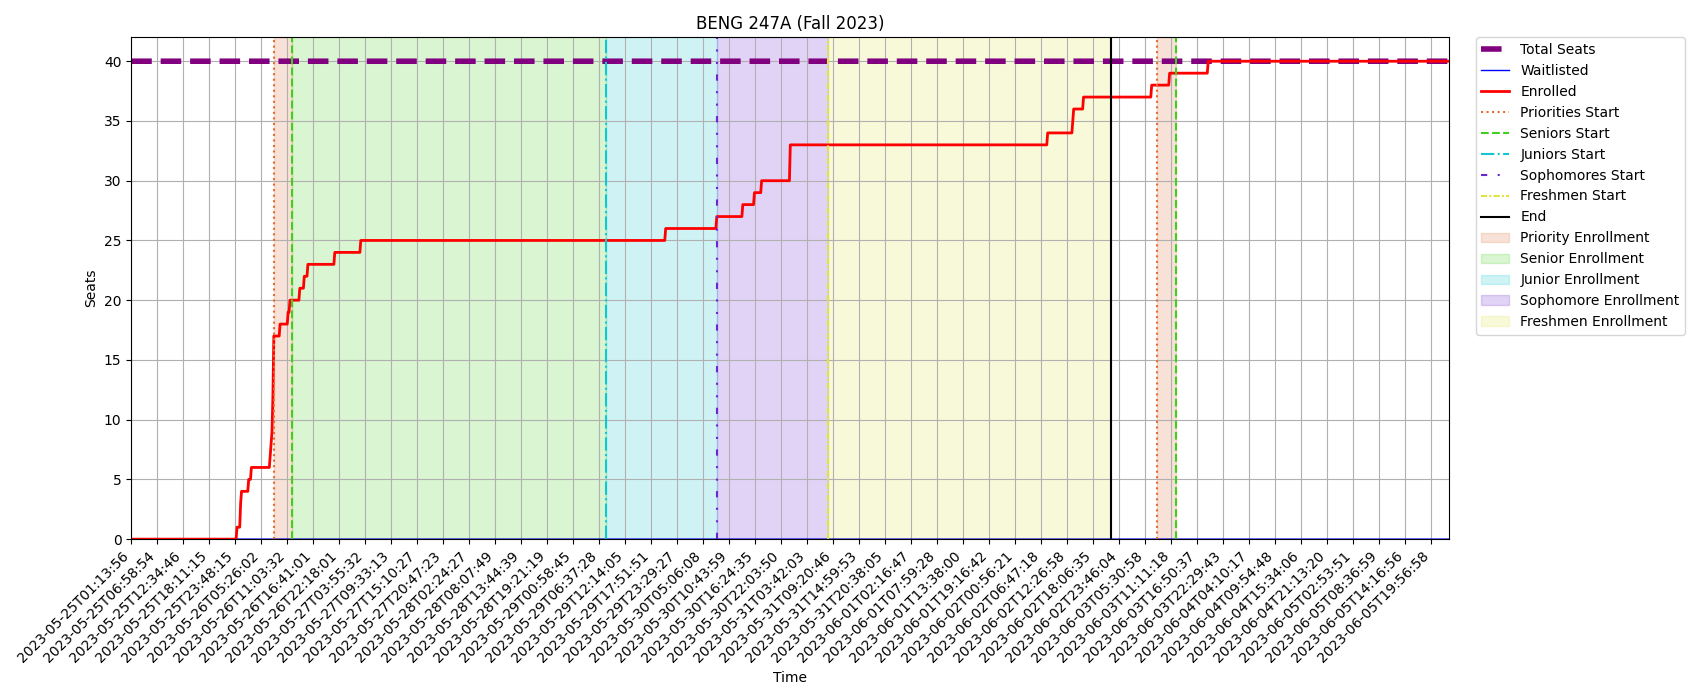 BENG 247A (Fall 2023)
Seats
40
35
30
25
20
15
10
5
0
2023-05-25T01:13:56
2023-05-25T06:58:54
2023-05-25T12:34:46
2023-05-25T18:11:15
2023-05-25T23:48:15
2023-05-26T05:26:02
2023-05-26T11:03:32
2023-05-26T16:41:01
2023-05-26T22:18:01
2023-05-27T03:55:32
2023-05-27T09:33:13
2023-05-27T15:10:27
2023-05-27T20:47:23
2023-05-28T02:24:27
2023-05-28T08:07:49
2023-05-28T13:44:39
2023-05-28T19:21:19
2023-05-29T00:58:45
2023-05-29T06:37:28
2023-05-29T12:14:05
2023-05-29T17:51:51
2023-05-29T23:29:27
2023-05-30T05:06:08
2023-05-30T10:43:59
2023-05-30T16:24:35
2023-05-30T22:03:50
2023-05-31T03:42:03
2023-05-31T09:20:46
2023-05-31T14:59:53
2023-05-31T20:38:05
2023-06-01T02:16:47
2023-06-01T07:59:28
2023-06-01T13:38:00
2023-06-01T19:16:42
2023-06-02T00:56:21
2023-06-02T06:47:18
2023-06-02T12:26:58
2023-06-02T18:06:35
2023-06-02T23:46:04
2023-06-03T05:30:58
2023-06-03T11:11:18
2023-06-03T16:50:37
2023-06-03T22:29:43
2023-06-04T04:10:17
2023-06-04T09:54:48
2023-06-04T15:34:06
2023-06-04T21:13:20
2023-06-05T02:53:51
2023-06-05T08:36:59
2023-06-05T14:16:56
2023-06-05T19:56:58
Time
Total Seats
Waitlisted
Enrolled
Priorities Start
Seniors Start
Juniors Start
Sophomores Start
Freshmen Start
End
Priority Enrollment
Senior Enrollment
Junior Enrollment
Sophomore Enrollment
Freshmen Enrollment